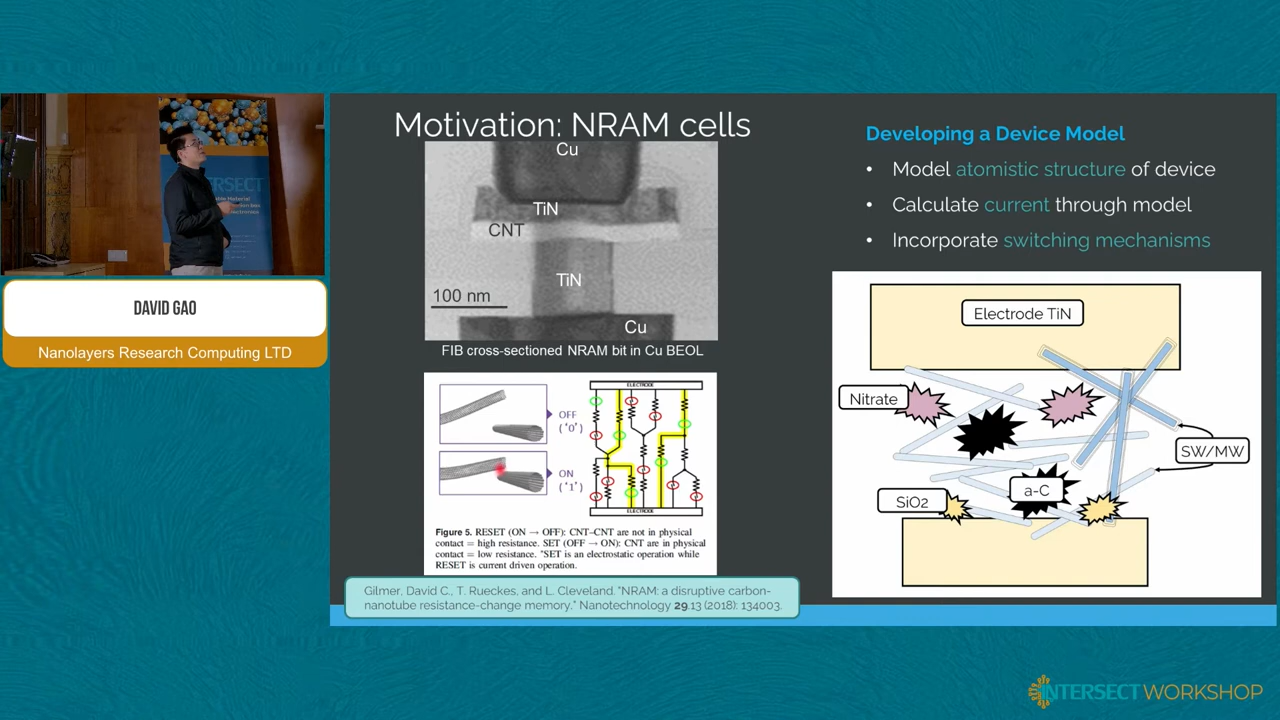 INTERSECT
DAVID GAO
Nanolayers Research Computing LTD
Motivation: NRAM cells
Cu
TiN
CNT
TiN
100 nm
Cu
FIB cross-sectioned NRAM bit in Cu BEOL
OFF
('0')
ON
('1')
ELECTRODE
ELECTRODE
Figure 5. RESET (ON → OFF): CNT–CNT are not in physical
contact = high resistance. SET (OFF → ON): CNT are in physical
contact = low resistance. *SET is an electrostatic operation while
RESET is current driven operation.
Gilmer, David C., T. Rueckes, and L. Cleveland. "NRAM: a disruptive carbon-
nanotube resistance-change memory." Nanotechnology 29.13 (2018): 134003.
Developing a Device Model
• Model atomistic structure of device
• Calculate current through model
• Incorporate switching mechanisms
Electrode TiN
Nitrate
SW/MW
a-C
SiO2
INTERSECT WORKSHOP